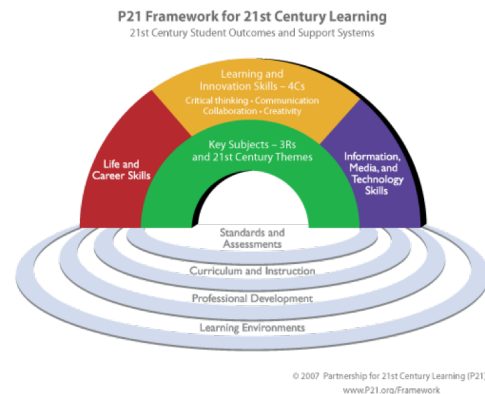 P21 Framework for 21st Century Learning
21st Century Student Outcomes and Support Systems
Learning and
Innovation Skills – 4Cs
Critical thinking • Communication
Collaboration • Creativity
Key Subjects – 3Rs
and 21st Century Themes
Life and
Career Skills
Information,
Media, and
Technology
Skills
Standards and
Assessments
Curriculum and Instruction
Professional Development
Learning Environments
© 2007 Partnership for 21st Century Learning (P21)
www.P21.org/Framework